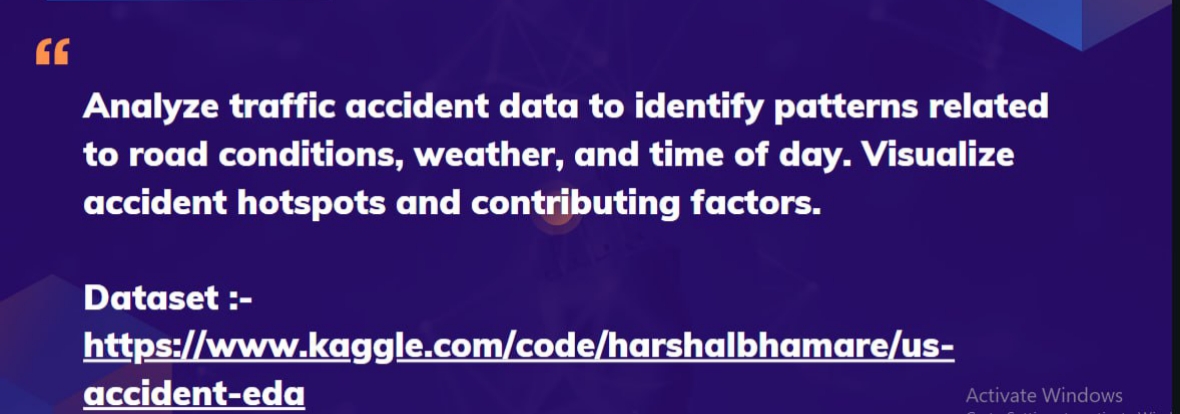 “
Analyze traffic accident data to identify patterns related
to road conditions, weather, and time of day. Visualize
accident hotspots and contributing factors.
Dataset :-
https://www.kaggle.com/code/harshalbhamare/us-
accident-eda
Activate Windows